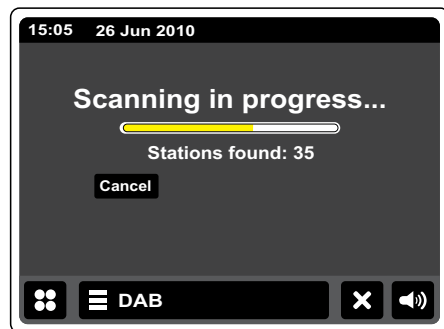 15:05 26 Jun 2010
Scanning in progress...
Stations found: 35
Cancel
DAB